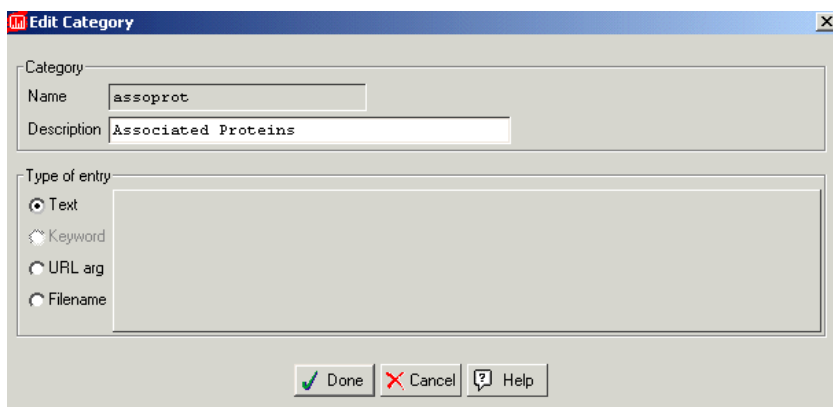 Edit Category
Category
Name assoprot
Description Associated Proteins
Type of entry
Text
Keyword
URL arg
Filename
Done Cancel Help